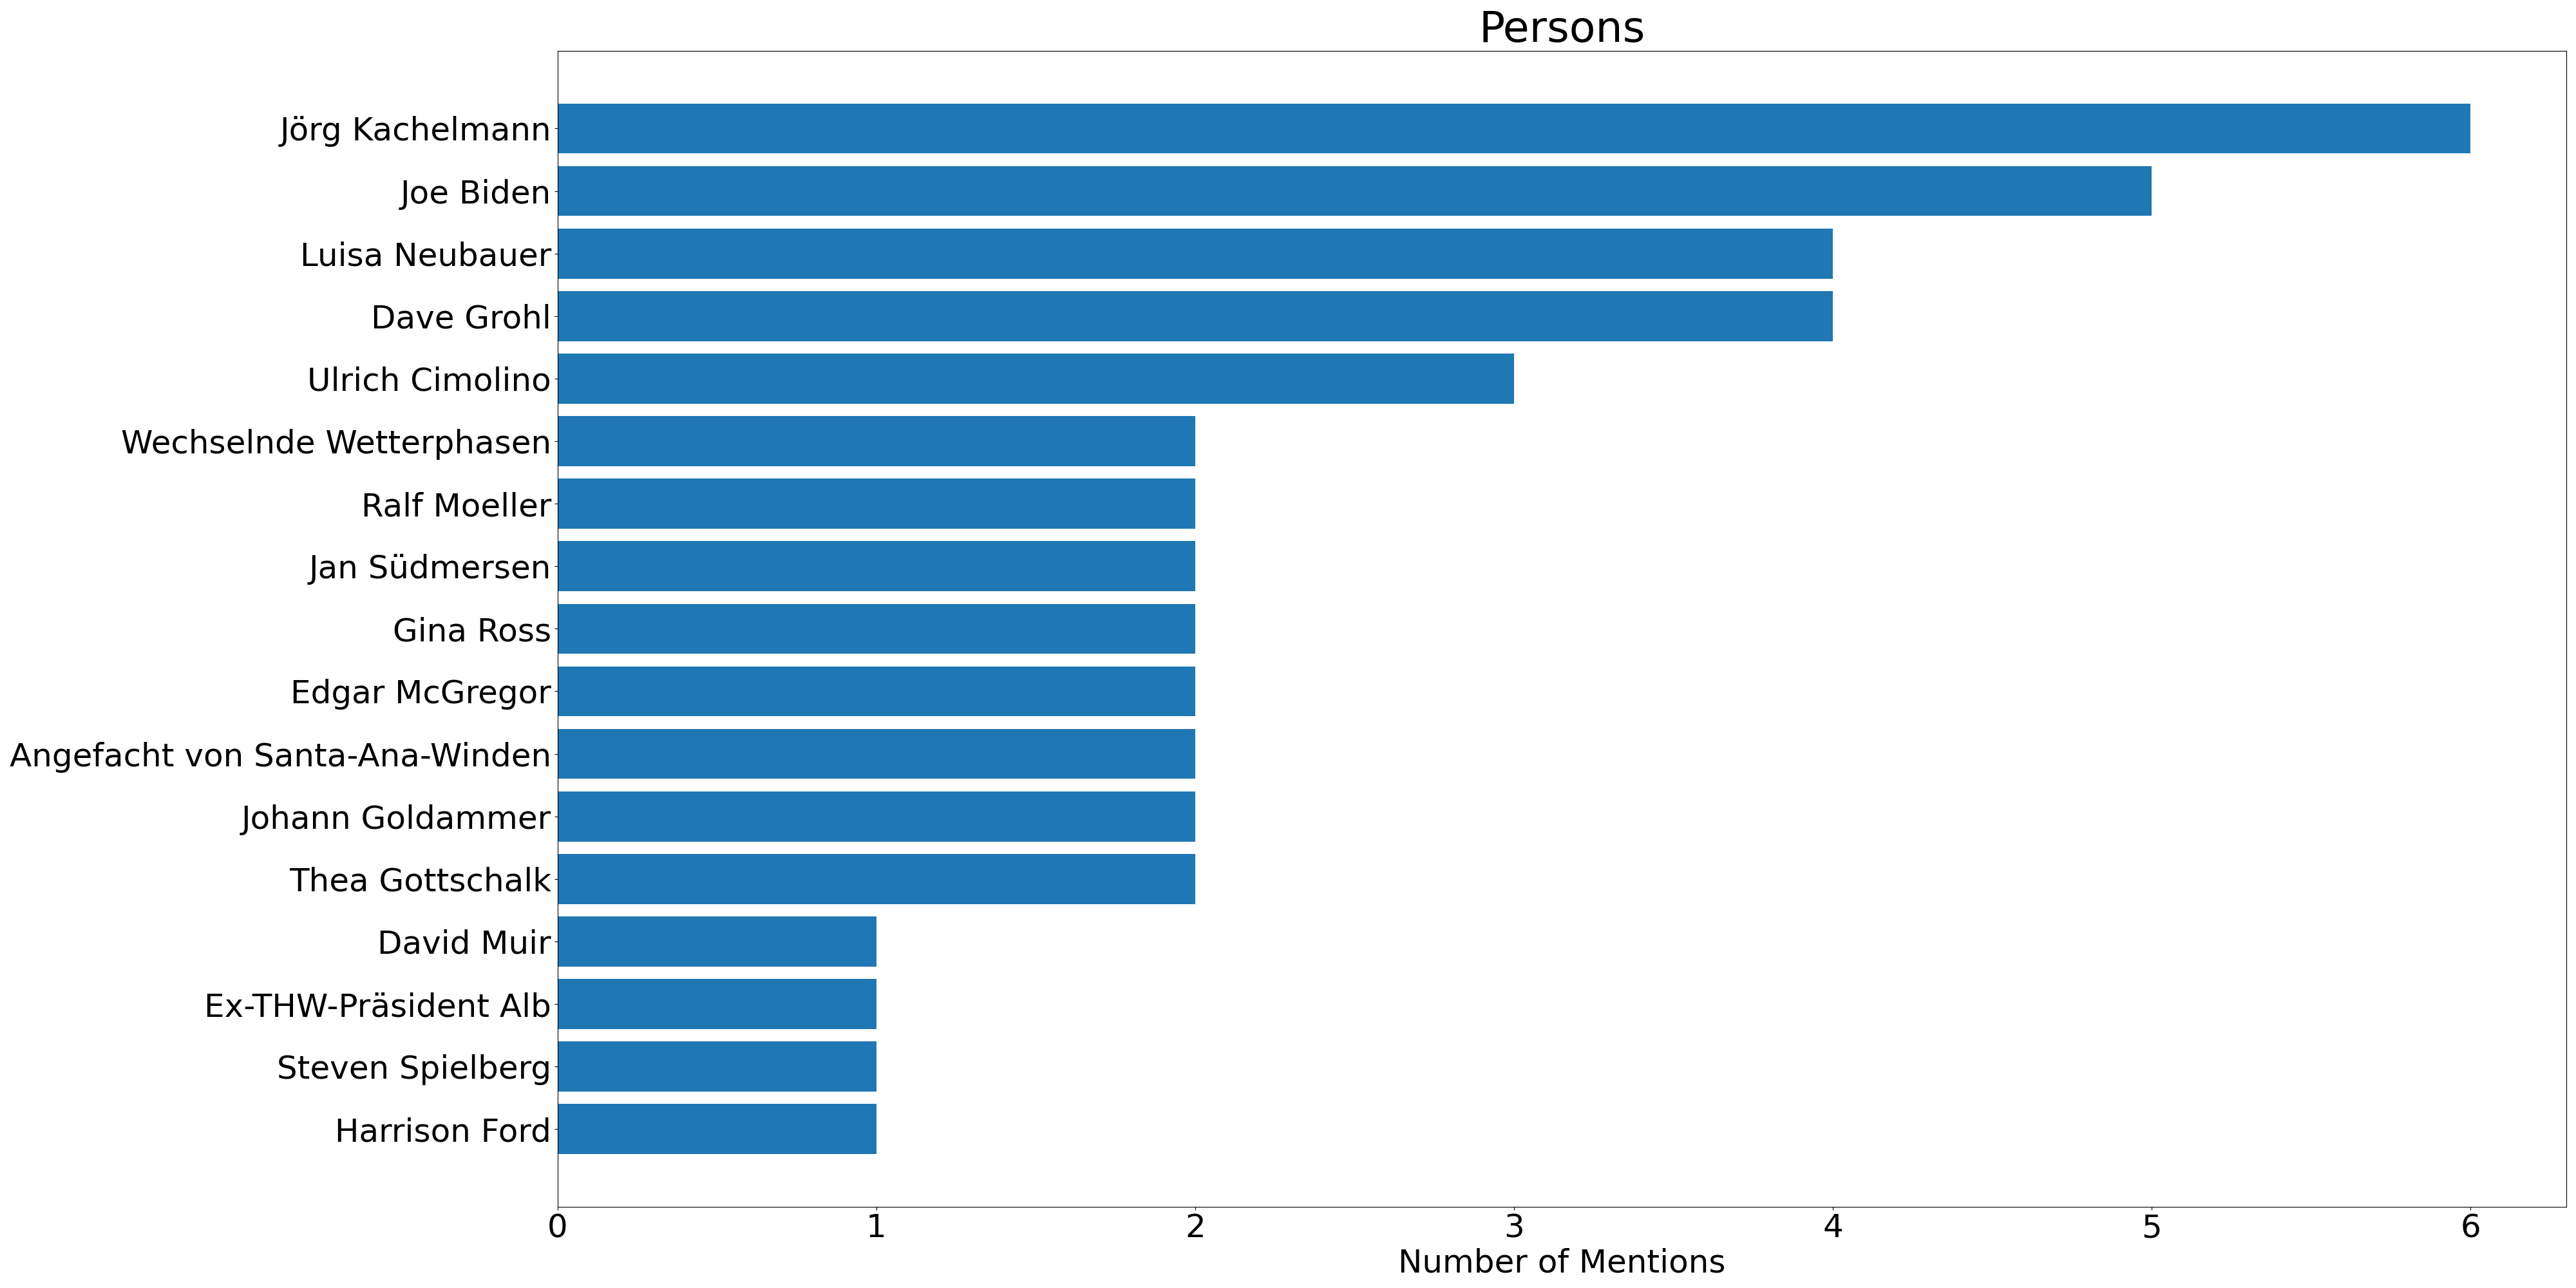 Persons
Jörg Kachelmann
Joe Biden
Luisa Neubauer
Dave Grohl
Ulrich Cimolino
Wechselnde Wetterphasen
Ralf Moeller
Jan Südmersen
Gina Ross
Edgar McGregor
Angefacht von Santa-Ana-Winden
Johann Goldammer
Thea Gottschalk
David Muir
Ex-THW-Präsident Alb
Steven Spielberg
Harrison Ford
0 1 2 3 4 5 6
Number of Mentions